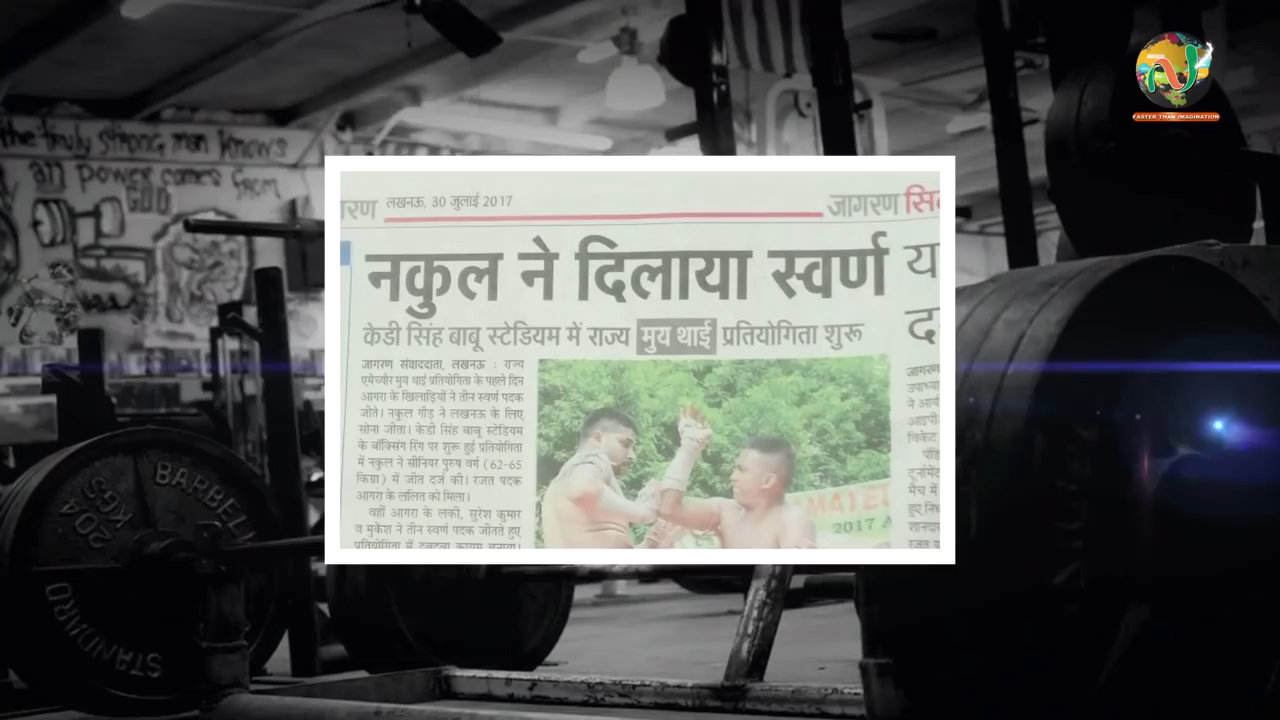 the truly strong man knows
all power comes from
GOD
FASTER THAN IMAGINATION
लखनऊ, 30 जुलाई 2017
जागरण
नकुल ने दिलाया स्वर्ण
केडी सिंह बाबू स्टेडियम में राज्य मुय थाई प्रतियोगिता शुरू
जागरण संवाददाता, लखनऊ : राज्य
एमेच्योर मुय थाई प्रतियोगिता के पहले दिन
आगरा के खिलाड़ियों ने तीन स्वर्ण पदक
जीते। नकुल गौड़ ने लखनऊ के लिए
सोना जीता। केडी सिंह बाबू स्टेडियम
के बॉक्सिंग रिंग पर शुरू हुई प्रतियोगिता
में नकुल ने सीनियर पुरुष वर्ग (62-65
किग्रा) में जीत दर्ज की। रजत पदक
आगरा के ललित को मिला।
वहीं आगरा के लकी, सुरेश कुमार
व मुकेश ने तीन स्वर्ण पदक जीतते हुए
2017
BARBELL
204
KGS
STANDARD